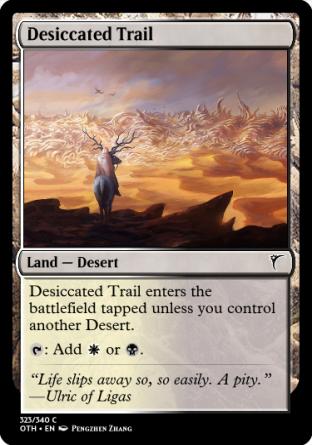 Desiccated Trail
Land — Desert
Desiccated Trail enters the
battlefield tapped unless you control
another Desert.
: Add or .
“Life slips away so, so easily. A pity.”
—Ulric of Ligas
323/340 C
OTH • EN Pengzhen Zhang